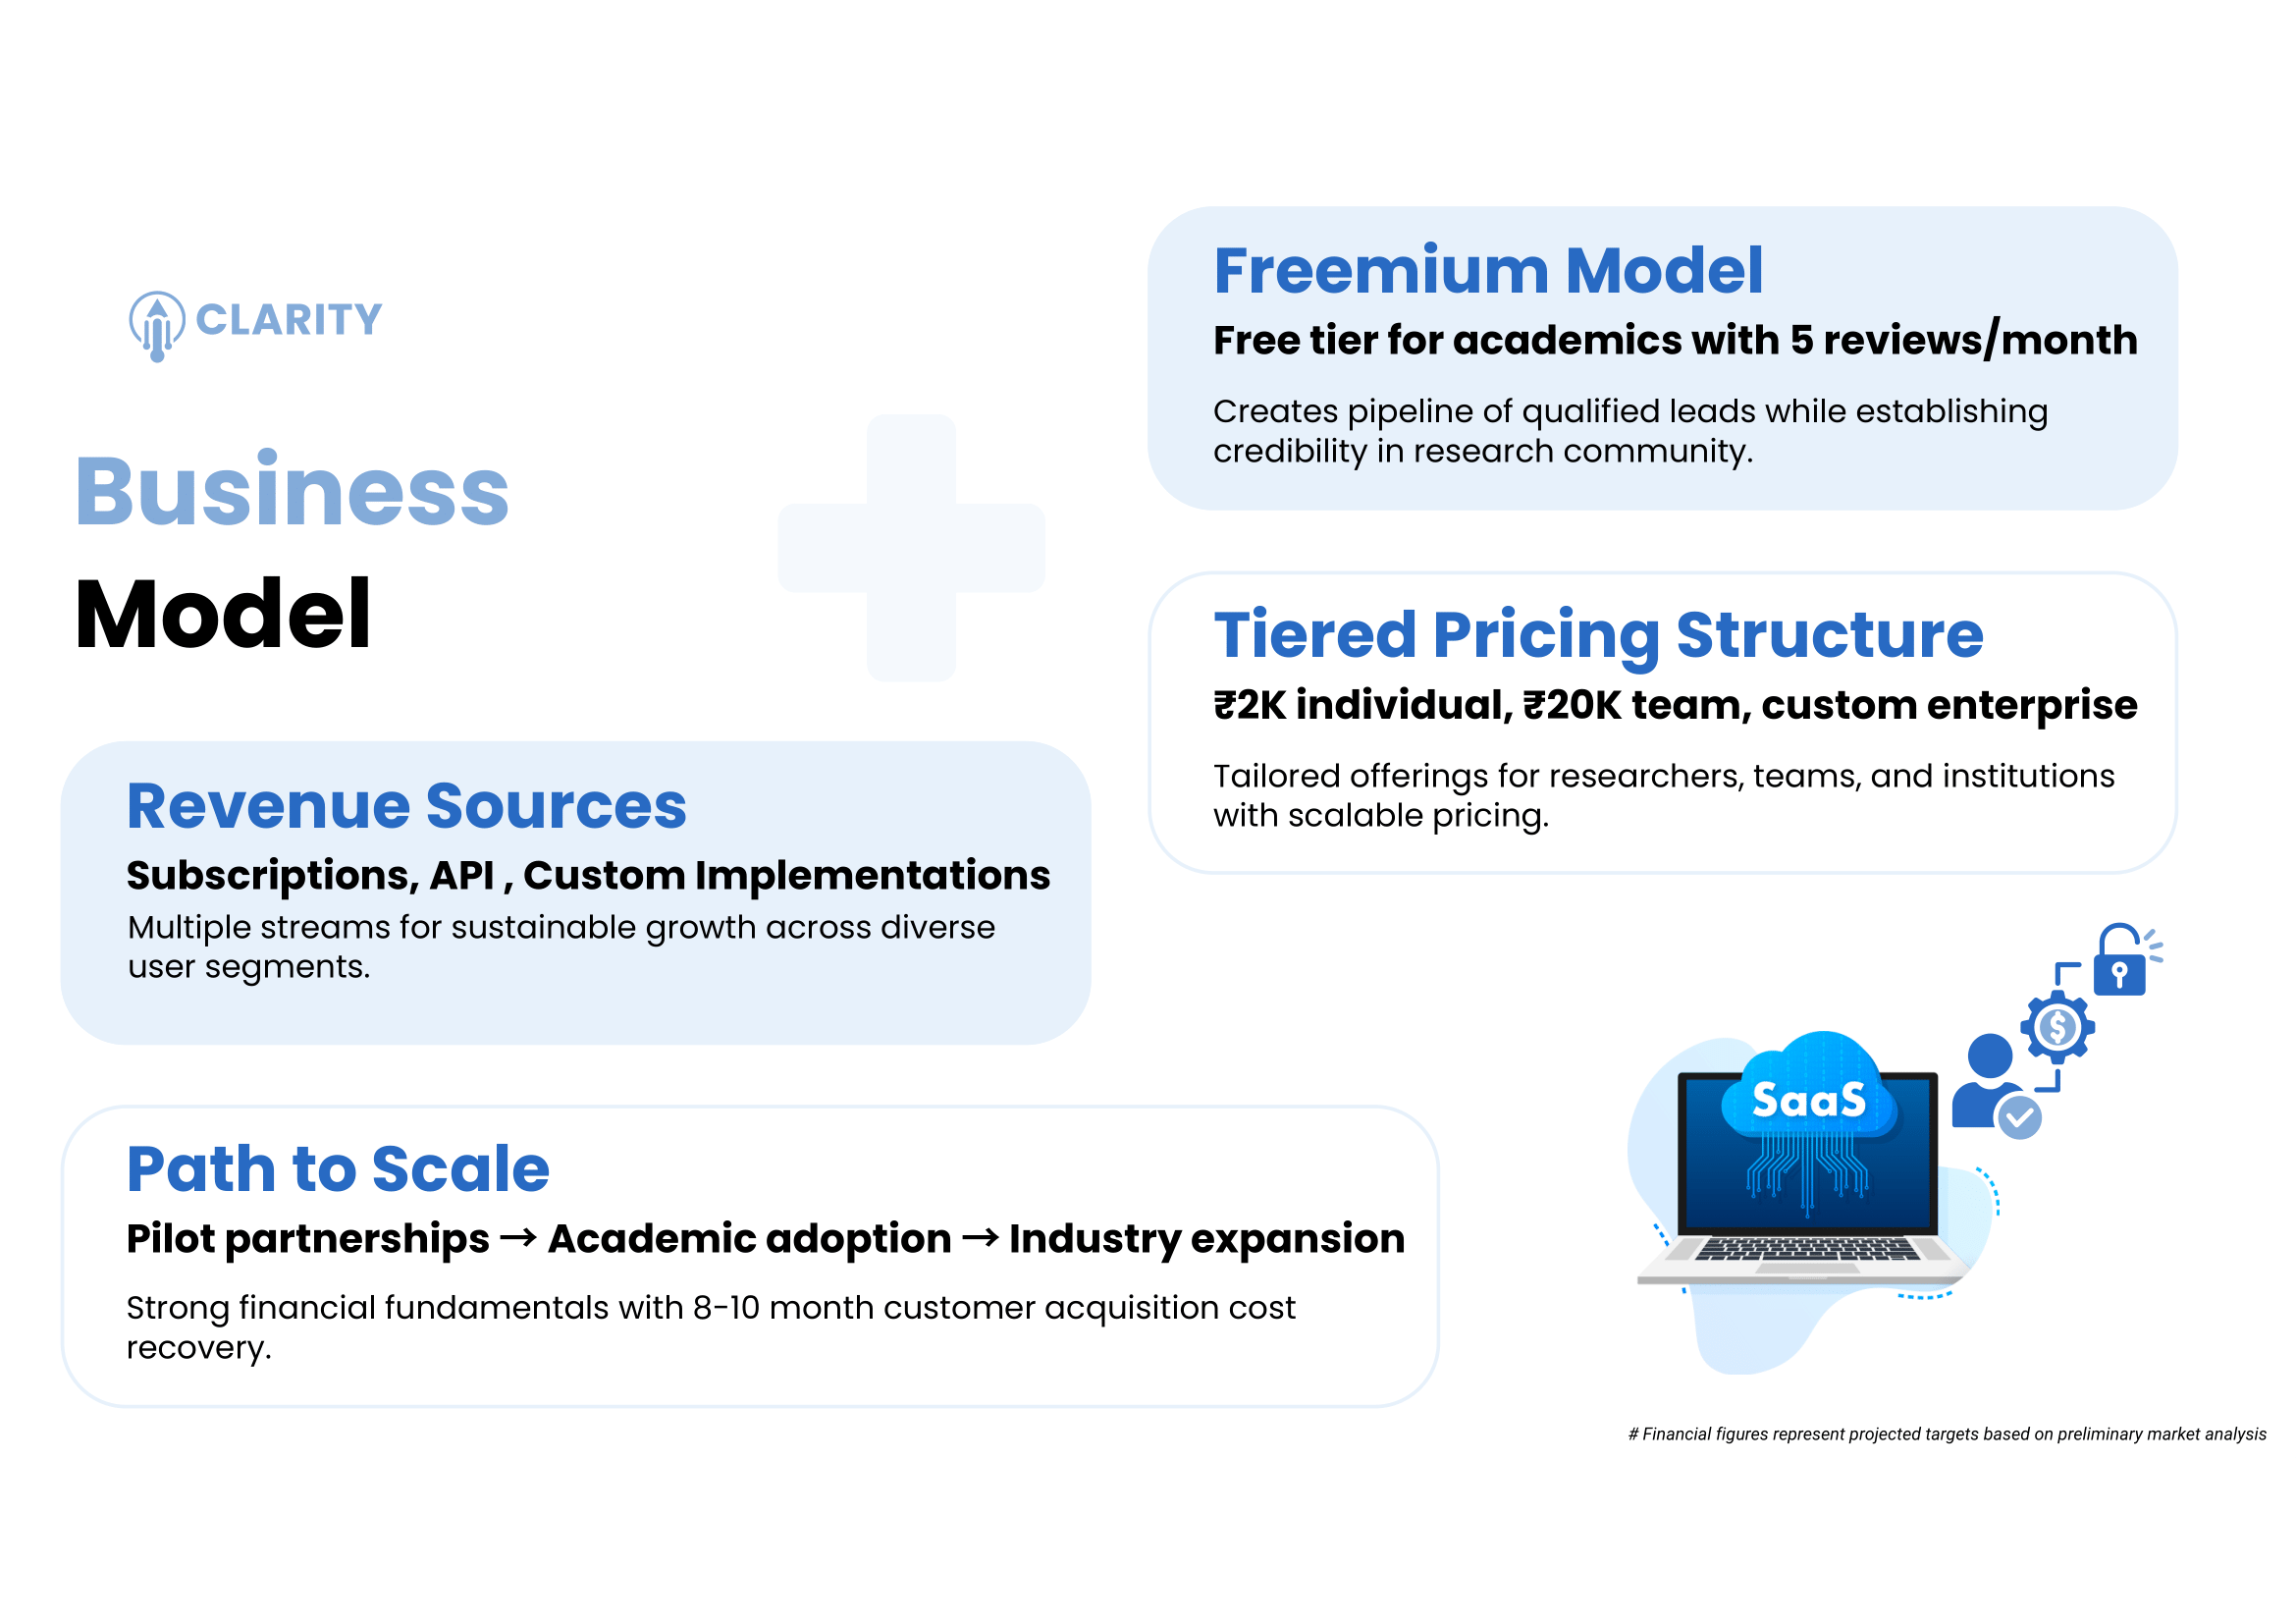 CLARITY
Business
Model
Revenue Sources
Subscriptions, API , Custom Implementations
Multiple streams for sustainable growth across diverse
user segments.
Path to Scale
Pilot partnerships → Academic adoption → Industry expansion
Strong financial fundamentals with 8-10 month customer acquisition cost
recovery.
Freemium Model
Free tier for academics with 5 reviews/month
Creates pipeline of qualified leads while establishing
credibility in research community.
Tiered Pricing Structure
₹2K individual, ₹20K team, custom enterprise
Tailored offerings for researchers, teams, and institutions
with scalable pricing.
SaaS
$
# Financial figures represent projected targets based on preliminary market analysis